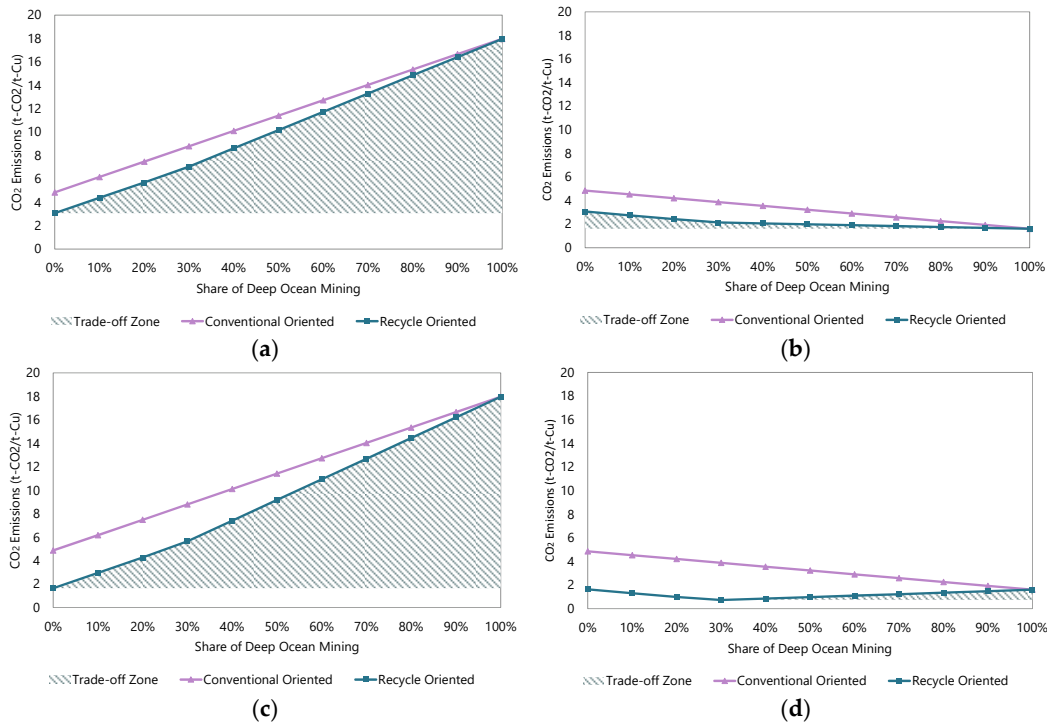 20
18
16
14
12
10
8
6
4
2
0
CO2 Emissions (t-CO2/t-Cu)
0% 10% 20% 30% 40% 50% 60% 70% 80% 90% 100%
Share of Deep Ocean Mining
Trade-off Zone Conventional Oriented Recycle Oriented
(a)
20
18
16
14
12
10
8
6
4
2
0
CO2 Emissions (t-CO2/t-Cu)
0% 10% 20% 30% 40% 50% 60% 70% 80% 90% 100%
Share of Deep Ocean Mining
Trade-off Zone Conventional Oriented Recycle Oriented
(b)
20
18
16
14
12
10
8
6
4
2
0
CO2 Emissions (t-CO2/t-Cu)
0% 10% 20% 30% 40% 50% 60% 70% 80% 90% 100%
Share of Deep Ocean Mining
Trade-off Zone Conventional Oriented Recycle Oriented
(c)
20
18
16
14
12
10
8
6
4
2
0
CO2 Emissions (t-CO2/t-Cu)
0% 10% 20% 30% 40% 50% 60% 70% 80% 90% 100%
Share of Deep Ocean Mining
Trade-off Zone Conventional Oriented Recycle Oriented
(d)